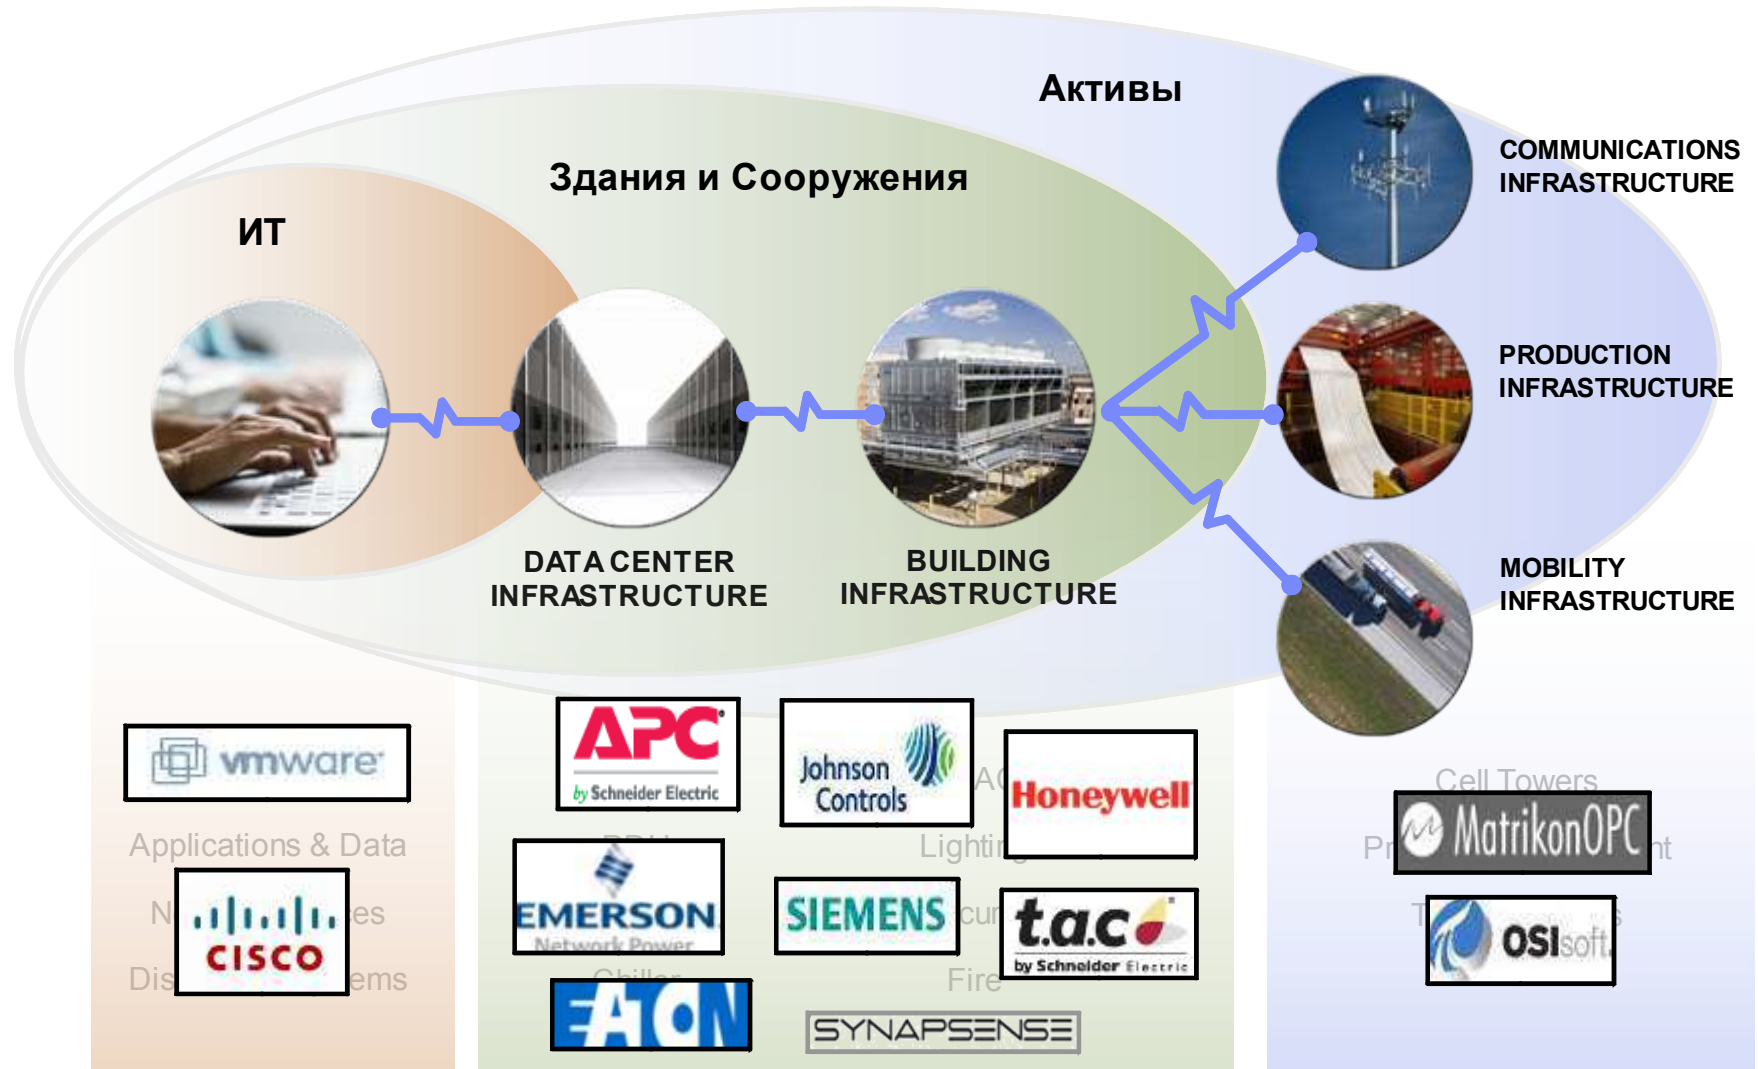 Активы
COMMUNICATIONS
INFRASTRUCTURE
Здания и Сооружения
ИТ
PRODUCTION
INFRASTRUCTURE
DATA CENTER
INFRASTRUCTURE
BUILDING
INFRASTRUCTURE
MOBILITY
INFRASTRUCTURE
vmware
Applications & Data
CISCO
APC
by Schneider Electric
Johnson
Controls
Honeywell
Lighting
EMERSON
Network Power
SIEMENS
t.a.c
by Schneider Electric
Fire
EATON
SYNAPSENSE
Cell Towers
MatrikonOPC
OSIsoft.